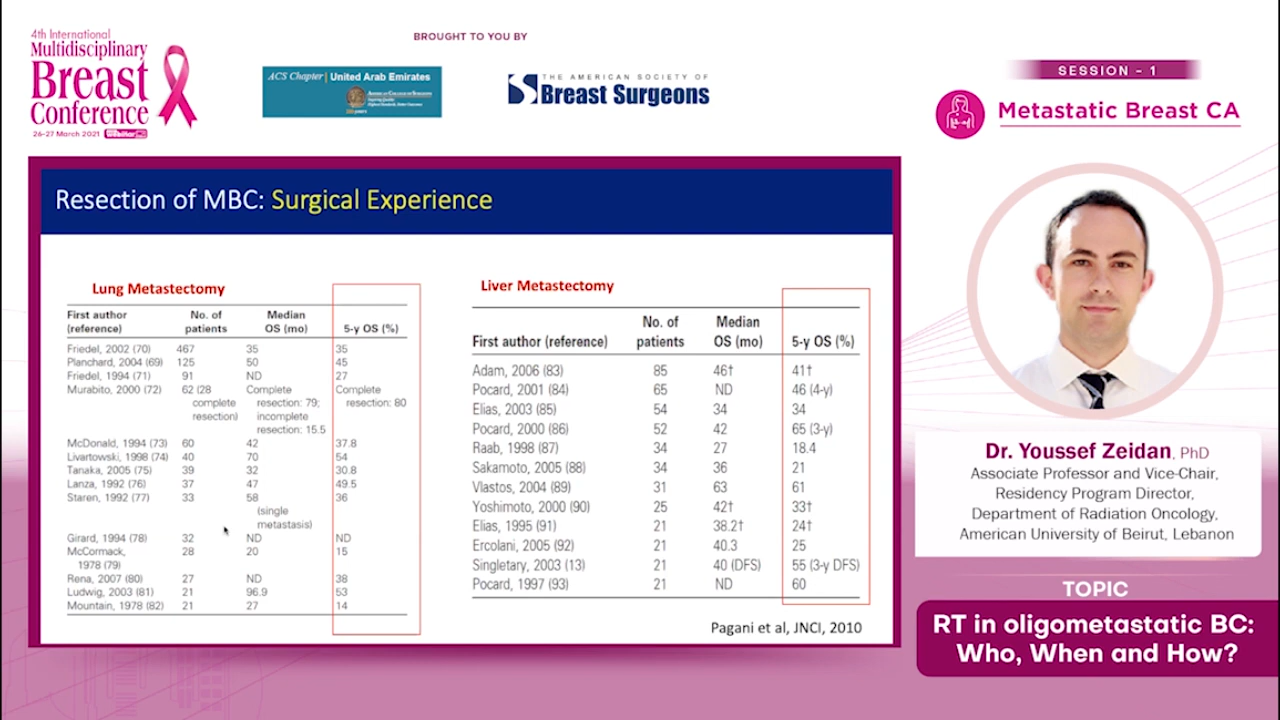 4th International
Multidisciplinary
Breast
Conference
26-27 March 2021
BROUGHT TO YOU BY
ACS Chapter | United Arab Emirates
AMERICAN COLLEGE OF SURGEONS
THE AMERICAN SOCIETY OF
Breast Surgeons
SESSION - 1
Metastatic Breast CA
Resection of MBC: Surgical Experience
Lung Metastectomy
First author (reference) No. of patients Median OS (mo) 5-y OS (%)
Friedel, 2002 (70) 467 35 35
Planchard, 2004 (69) 125 50 45
Friedel, 1994 (71) 91 ND 27
Murabito, 2000 (72) 62 (28 Complete Complete
complete resection: 79; resection: 80
resection) incomplete
resection: 15.5
McDonald, 1994 (73) 60 42 37.8
Livartowski, 1998 (74) 40 70 54
Tanaka, 2005 (75) 39 32 30.8
Lanza, 1992 (76) 37 47 49.5
Staren, 1992 (77) 33 58 36
(single
metastasis)
Girard, 1994 (78) 32 ND ND
McCormack, 28 20 15
1978 (79)
Rena, 2007 (80) 27 ND 38
Ludwig, 2003 (81) 21 96.9 53
Mountain, 1978 (82) 21 27 14
Liver Metastectomy
No. of Median
First author (reference) patients OS (mo) 5-y OS (%)
Adam, 2006 (83) 85 46† 41†
Pocard, 2001 (84) 65 ND 46 (4-y)
Elias, 2003 (85) 54 34 34
Pocard, 2000 (86) 52 42 65 (3-y)
Raab, 1998 (87) 34 27 18.4
Sakamoto, 2005 (88) 34 36 21
Vlastos, 2004 (89) 31 63 61
Yoshimoto, 2000 (90) 25 42† 33†
Elias, 1995 (91) 21 38.2† 24†
Ercolani, 2005 (92) 21 40.3 25
Singletary, 2003 (13) 21 40 (DFS) 55 (3-y DFS)
Pocard, 1997 (93) 21 ND 60
Pagani et al, JNCI, 2010
Dr. Youssef Zeidan, PhD
Associate Professor and Vice-Chair,
Residency Program Director,
Department of Radiation Oncology,
American University of Beirut, Lebanon
TOPIC
RT in oligometastatic BC:
Who, When and How?